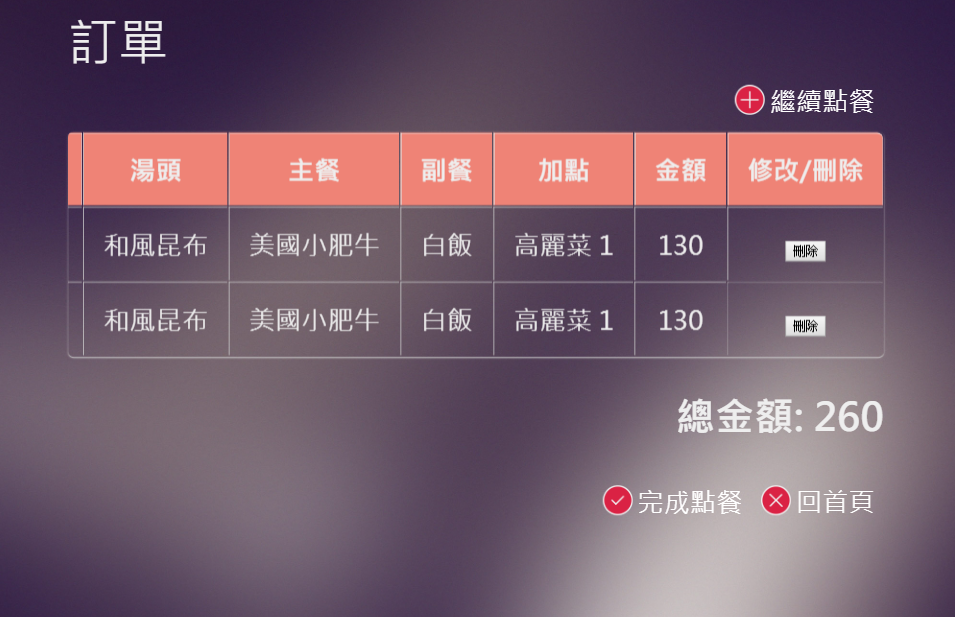 訂單
繼續點餐
湯頭 主餐 副餐 加點 金額 修改/刪除
和風昆布 美國小肥牛 白飯 高麗菜 1 130 刪除
和風昆布 美國小肥牛 白飯 高麗菜 1 130 刪除
總金額: 260
完成點餐 回首頁